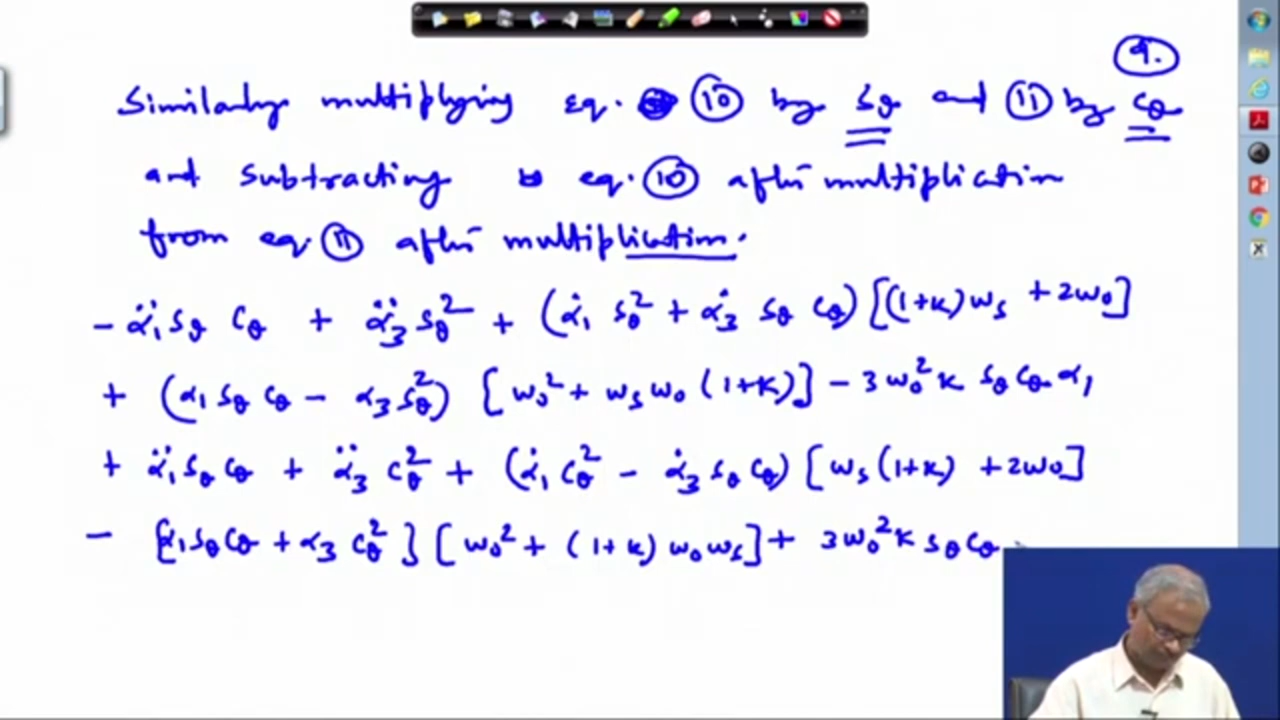 9.
Similarly multiplying eq. ⑩ by Sθ and ⑪ by Cθ
and subtracting eq. ⑩ after multiplication
from eq. ⑪ after multiplication.
- α̈₁ Sθ Cθ + α̈₃ Sθ² + (α̇₁ Sθ² + α̇₃ Sθ Cθ) [(1+k)ωs + 2ω₀]
+ (α₁ Sθ Cθ - α₃ Sθ²) [ω₀² + ωs ω₀ (1+k)] - 3ω₀² k Sθ Cθ α₁
+ α̈₁ Sθ Cθ + α̈₃ Cθ² + (α̇₁ Cθ² - α̇₃ Sθ Cθ) [ωs (1+k) + 2ω₀]
- [α₁ Sθ Cθ + α₃ Cθ²] [ω₀² + (1+k) ω₀ ωs] + 3ω₀² k Sθ Cθ